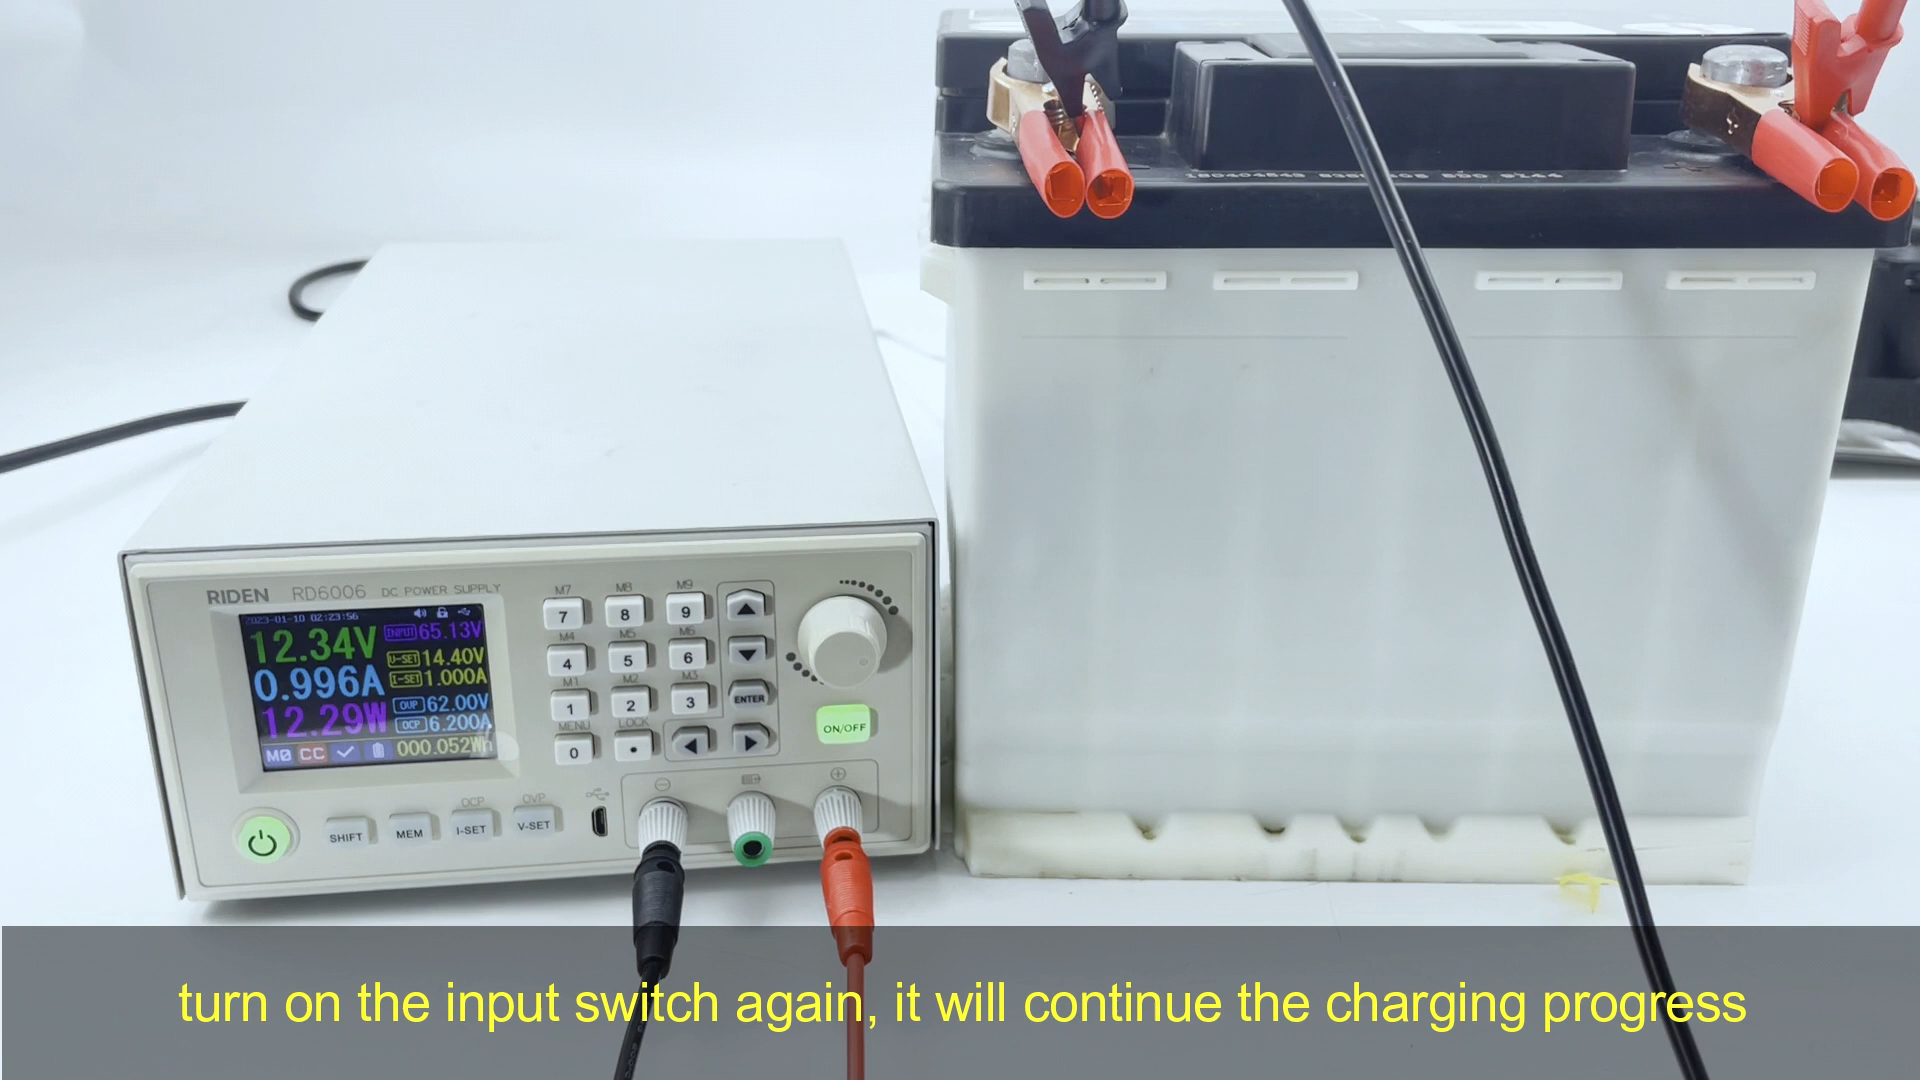 RIDEN RD6006 DC POWER SUPPLY
2023-01-10 02:23:56
12.34V
INPUT 65.13V
0.996A
V-SET 14.40V
I-SET 1.000A
12.29W
OVP 62.00V
OCP 6.200A
M0 CC 000.052Wh
M7 M8 M9
7 8 9
M4 M5 M6
4 5 6
M1 M2 M3
1 2 3
ENTER
MENU LOCK
0 .
ON/OFF
OCP OVP
SHIFT MEM I-SET V-SET
turn on the input switch again, it will continue the charging progress